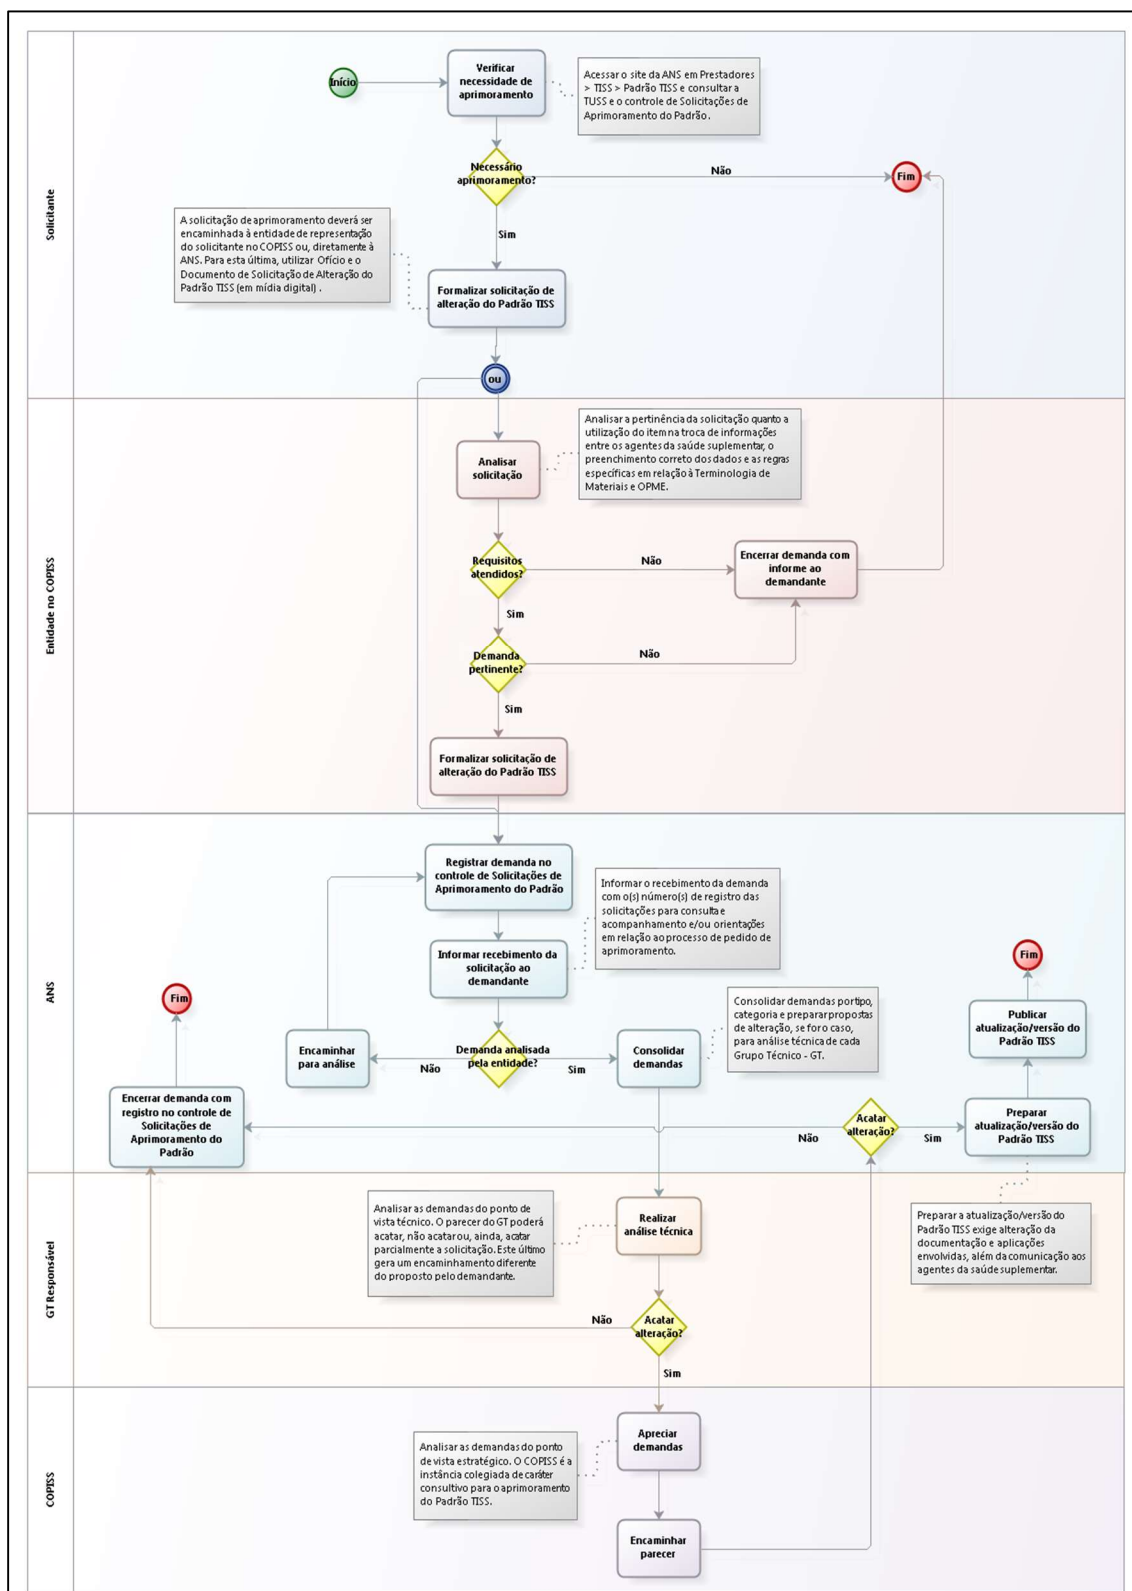 Solicitante
Início
Verificar
necessidade de
aprimoramento
Acessar o site da ANS em Prestadores
> TISS > Padrão TISS e consultar a
TUSS e o controle de Solicitações de
Aprimoramento do Padrão.
Necessário
aprimoramento?
Não
Fim
Sim
A solicitação de aprimoramento deverá ser
encaminhada à entidade de representação
do solicitante no COPISS ou, diretamente à
ANS. Para esta última, utilizar Ofício e o
Documento de Solicitação de Alteração do
Padrão TISS (em mídia digital) .
Formalizar solicitação de
alteração do Padrão TISS
ou
Entidade no COPISS
Analisar
solicitação
Analisar a pertinência da solicitação quanto a
utilização do item na troca de informações
entre os agentes da saúde suplementar, o
preenchimento correto dos dados e as regras
específicas em relação à Terminologia de
Materiais e OPME.
Requisitos
atendidos?
Não
Encerrar demanda com
informe ao
demandante
Sim
Demanda
pertinente?
Não
Sim
Formalizar solicitação de
alteração do Padrão TISS
ANS
Registrar demanda no
controle de Solicitações de
Aprimoramento do Padrão
Informar o recebimento da demanda
com o(s) número(s) de registro das
solicitações para consulta e
acompanhamento e/ou orientações
em relação ao processo de pedido de
aprimoramento.
Informar recebimento da
solicitação ao
demandante
Fim
Fim
Consolidar demandas por tipo,
categoria e preparar propostas
de alteração, se for o caso,
para análise técnica de cada
Grupo Técnico - GT.
Publicar
atualização/versão do
Padrão TISS
Encaminhar
para análise
Não
Demanda analisada
pela entidade?
Sim
Consolidar
demandas
Encerrar demanda com
registro no controle de
Solicitações de
Aprimoramento do
Padrão
Não
Acatar
alteração?
Sim
Preparar
atualização/versão do
Padrão TISS
GT Responsável
Analisar as demandas do ponto de
vista técnico. O parecer do GT poderá
acatar, não acatar ou, ainda, acatar
parcialmente a solicitação. Este último
gera um encaminhamento diferente
do proposto pelo demandante.
Realizar
análise técnica
Preparar a atualização/versão do
Padrão TISS exige alteração da
documentação e aplicações
envolvidas, além da comunicação aos
agentes da saúde suplementar.
Não
Acatar
alteração?
Sim
COPISS
Analisar as demandas do ponto de
vista estratégico. O COPISS é a
instância colegiada de caráter
consultivo para o aprimoramento
do Padrão TISS.
Apreciar
demandas
Encaminhar
parecer